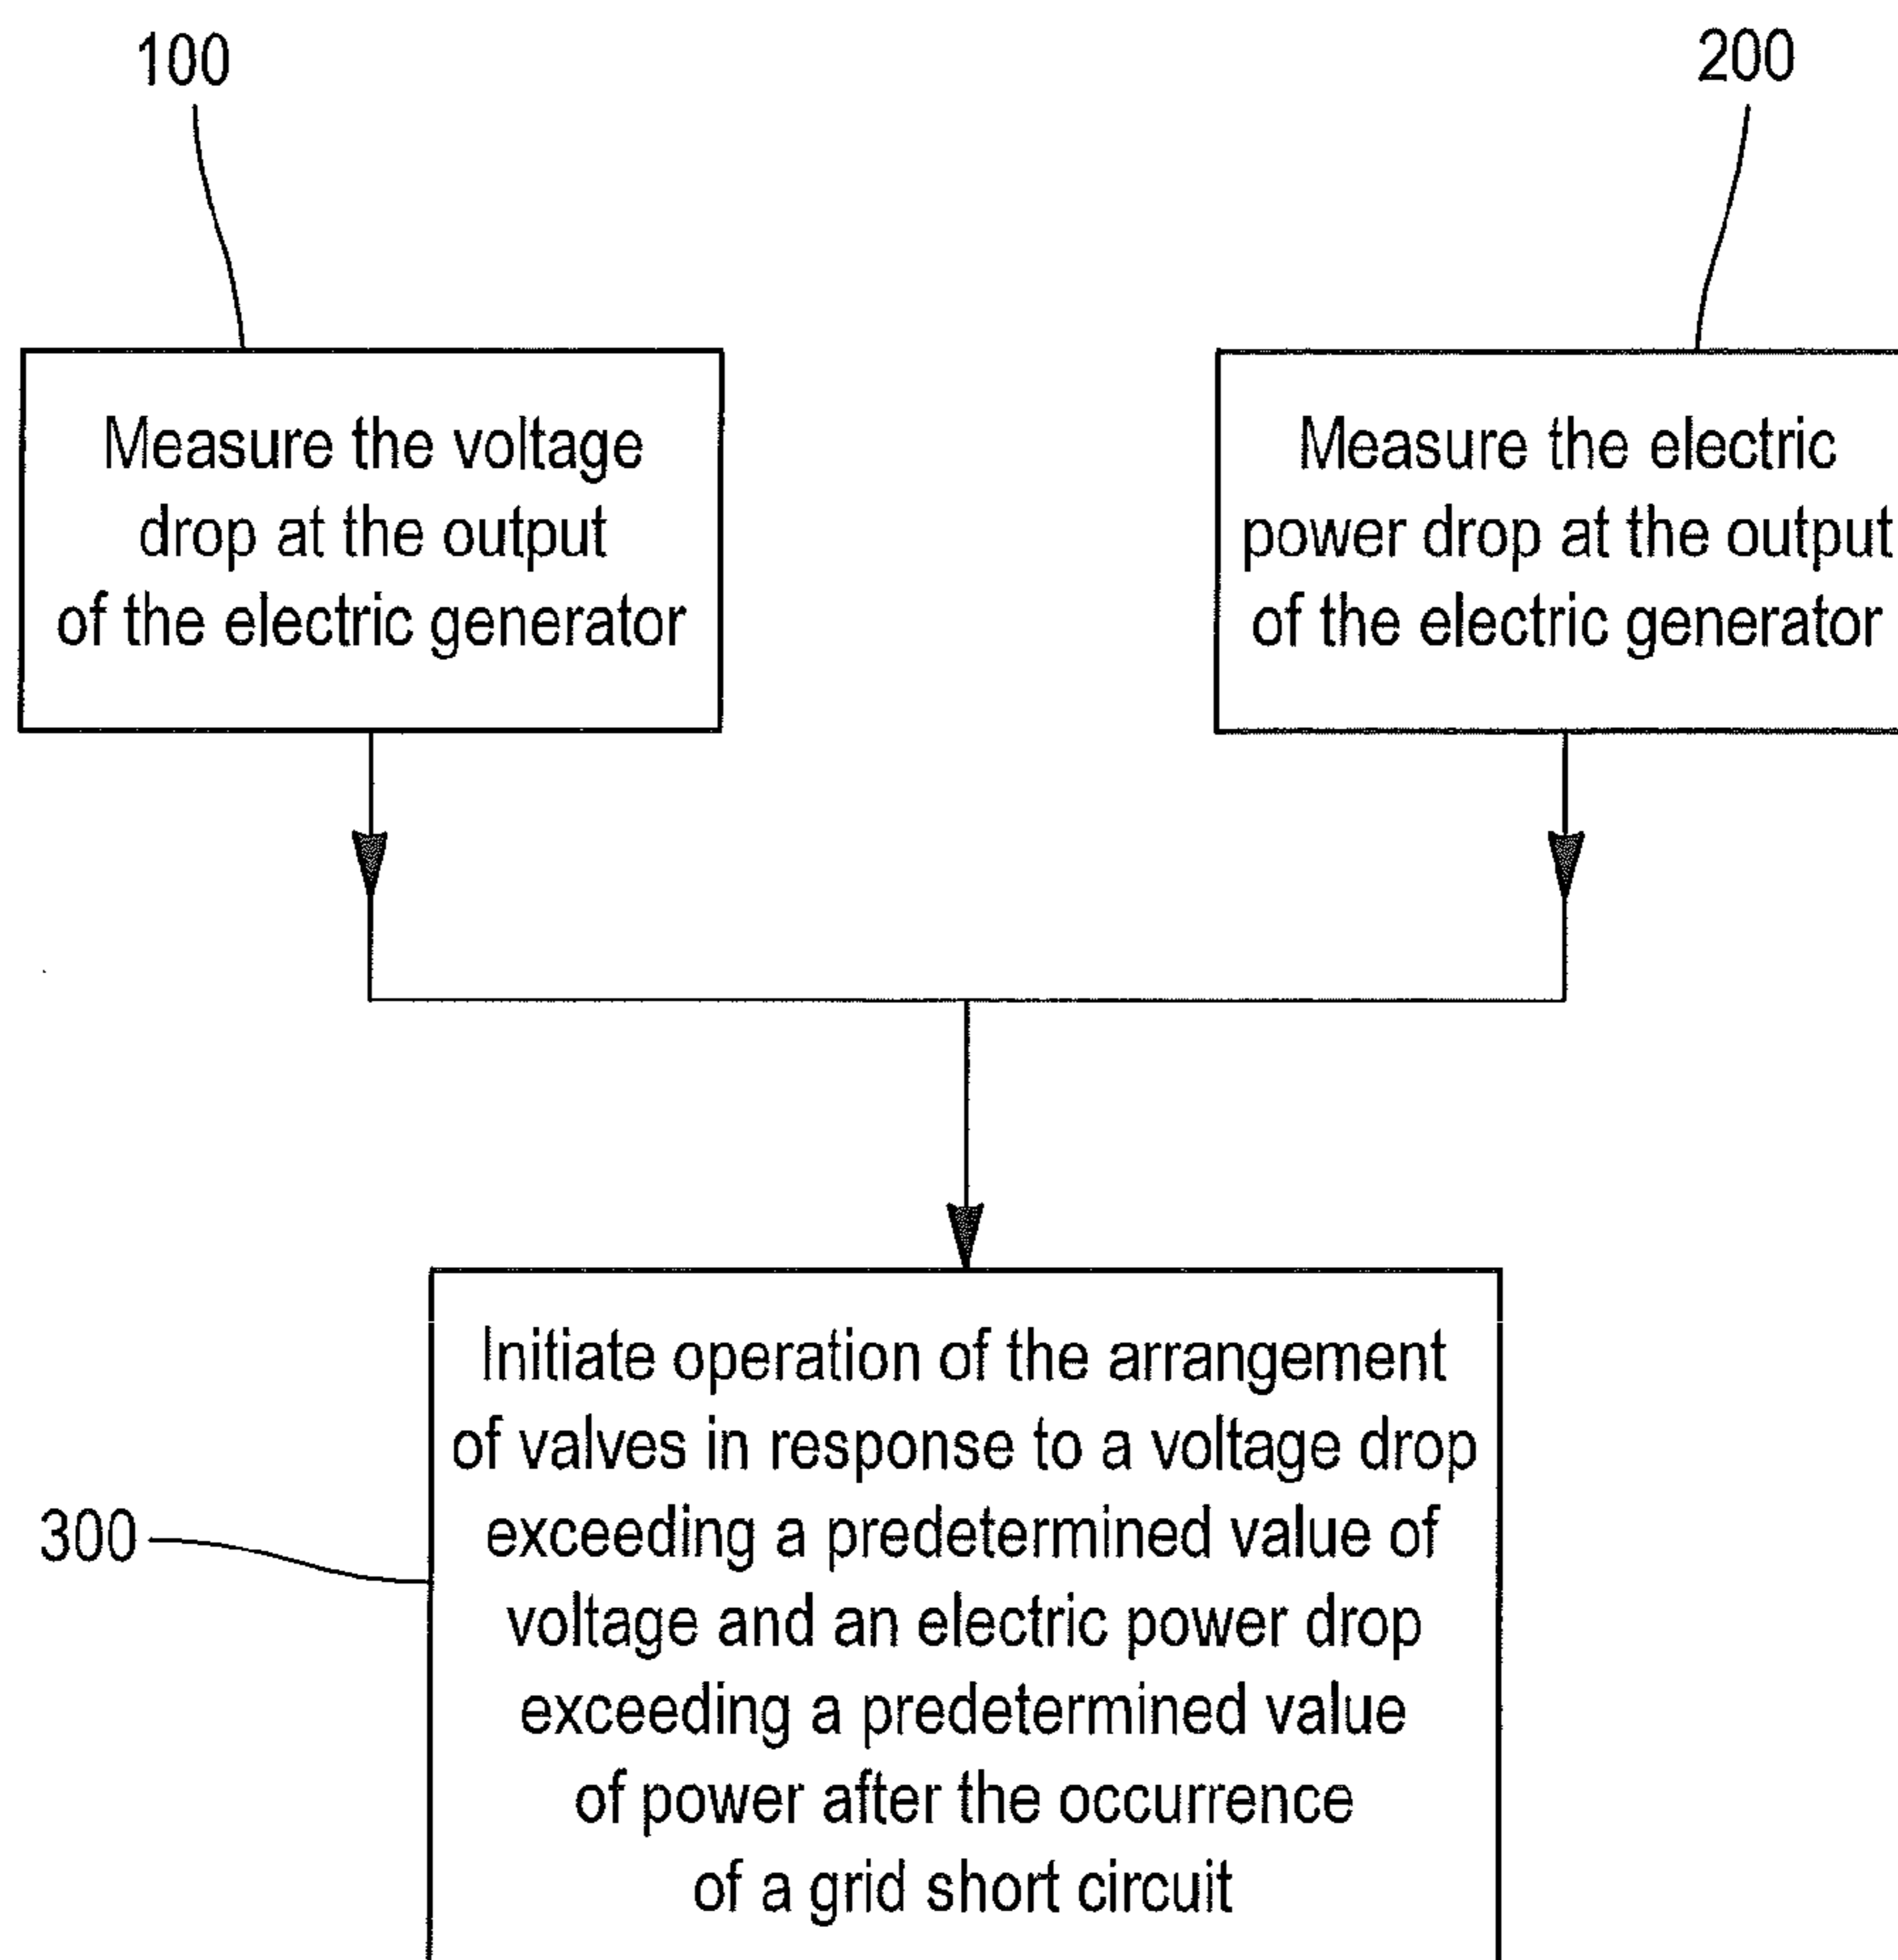 100
200
Measure the voltage
drop at the output
of the electric generator
Measure the electric
power drop at the output
of the electric generator
300
Initiate operation of the arrangement
of valves in response to a voltage drop
exceeding a predetermined value of
voltage and an electric power drop
exceeding a predetermined value
of power after the occurrence
of a grid short circuit